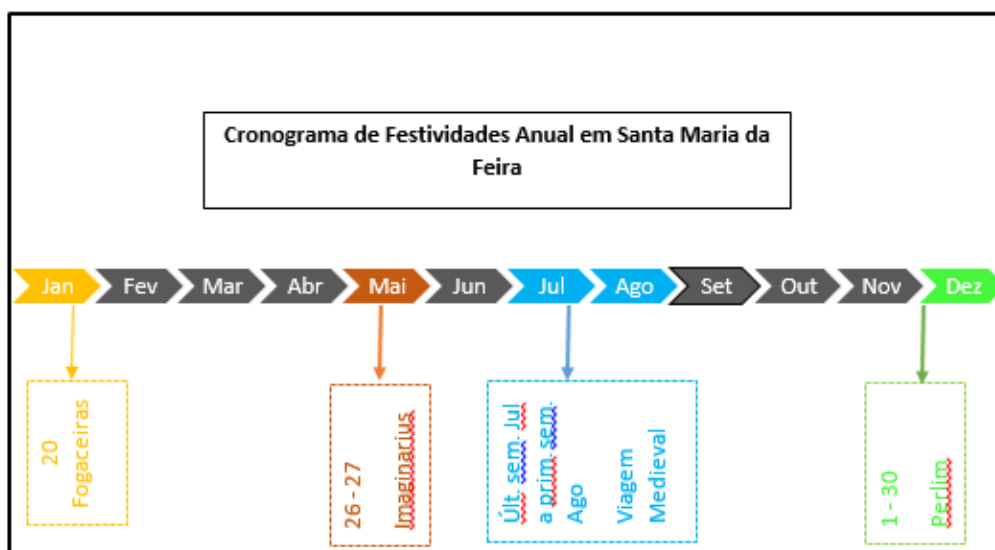 Cronograma de Festividades Anual em Santa Maria da
Feira
Jan
Fev
Mar
Abr
Mai
Jun
Jul
Ago
Set
Out
Nov
Dez
20
Fogaceiras
26 - 27
Imaginarius
Últ. sem. Jul
a prim. sem.
Ago
Viagem
Medieval
1 - 30
Perlim